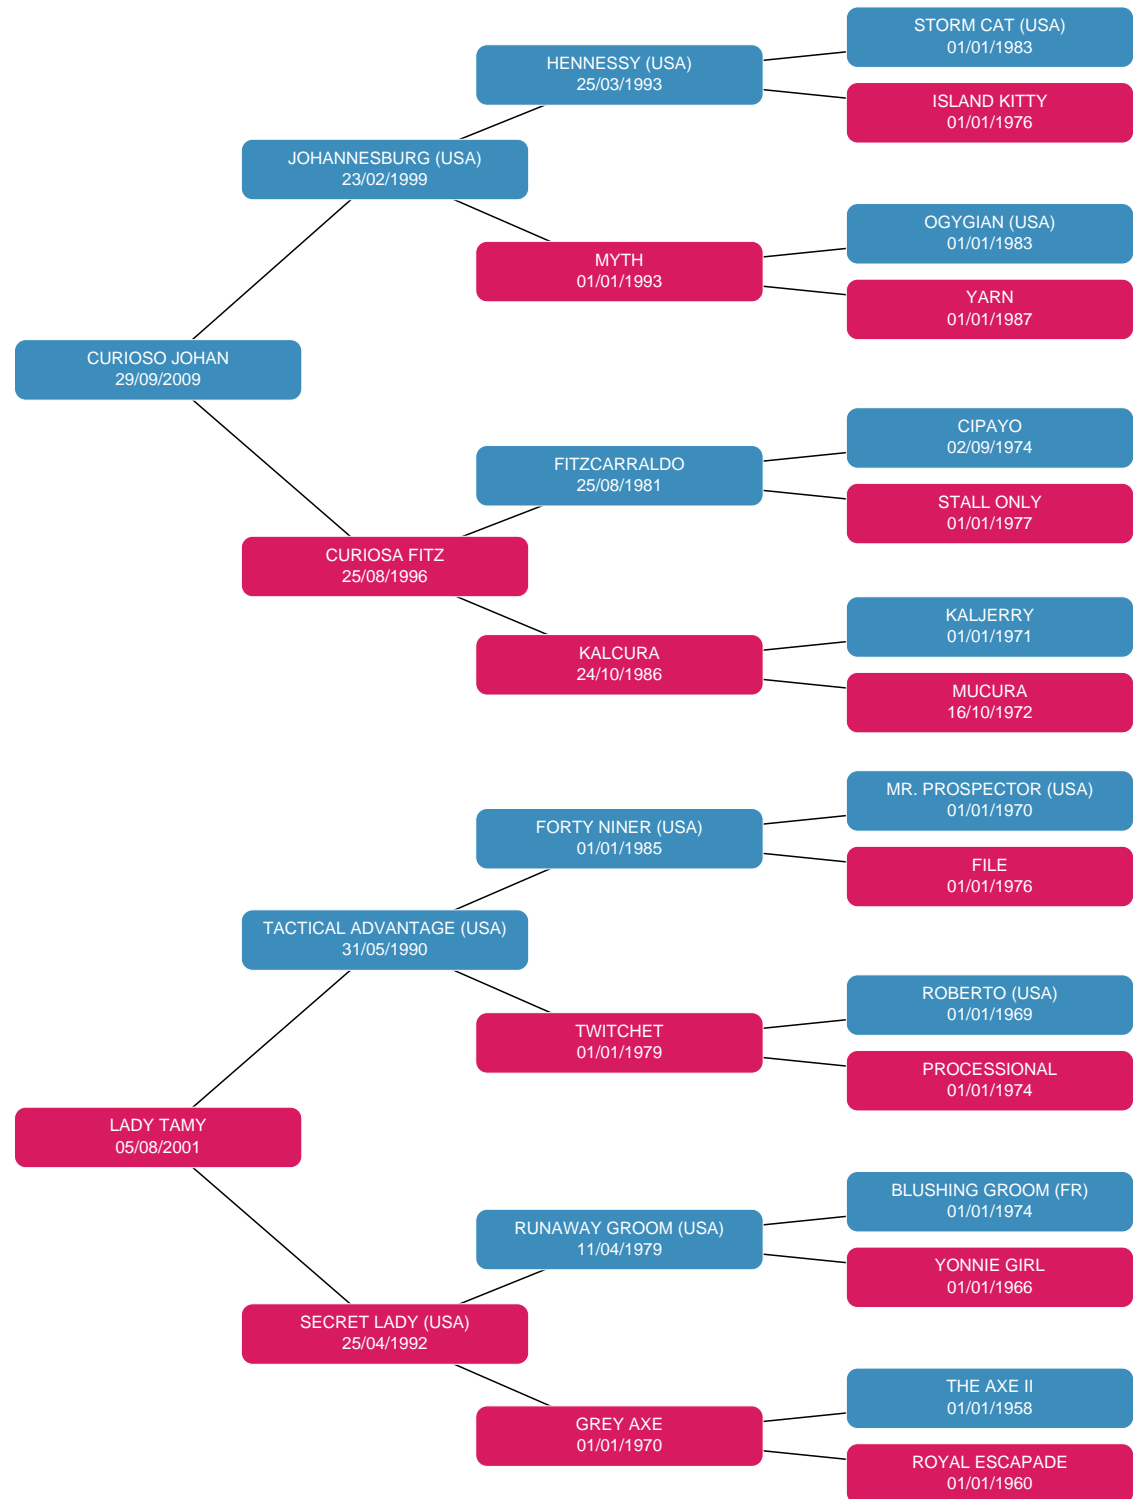 STORM CAT (USA)
01/01/1983
HENNESSY (USA)
25/03/1993
ISLAND KITTY
01/01/1976
JOHANNESBURG (USA)
23/02/1999
OGYGIAN (USA)
01/01/1983
MYTH
01/01/1993
YARN
01/01/1987
CURIOSO JOHAN
29/09/2009
CIPAYO
02/09/1974
FITZCARRALDO
25/08/1981
STALL ONLY
01/01/1977
CURIOSA FITZ
25/08/1996
KALJERRY
01/01/1971
KALCURA
24/10/1986
MUCURA
16/10/1972
MR. PROSPECTOR (USA)
01/01/1970
FORTY NINER (USA)
01/01/1985
FILE
01/01/1976
TACTICAL ADVANTAGE (USA)
31/05/1990
ROBERTO (USA)
01/01/1969
TWITCHET
01/01/1979
PROCESSIONAL
01/01/1974
LADY TAMY
05/08/2001
BLUSHING GROOM (FR)
01/01/1974
RUNAWAY GROOM (USA)
11/04/1979
YONNIE GIRL
01/01/1966
SECRET LADY (USA)
25/04/1992
THE AXE II
01/01/1958
GREY AXE
01/01/1970
ROYAL ESCAPADE
01/01/1960